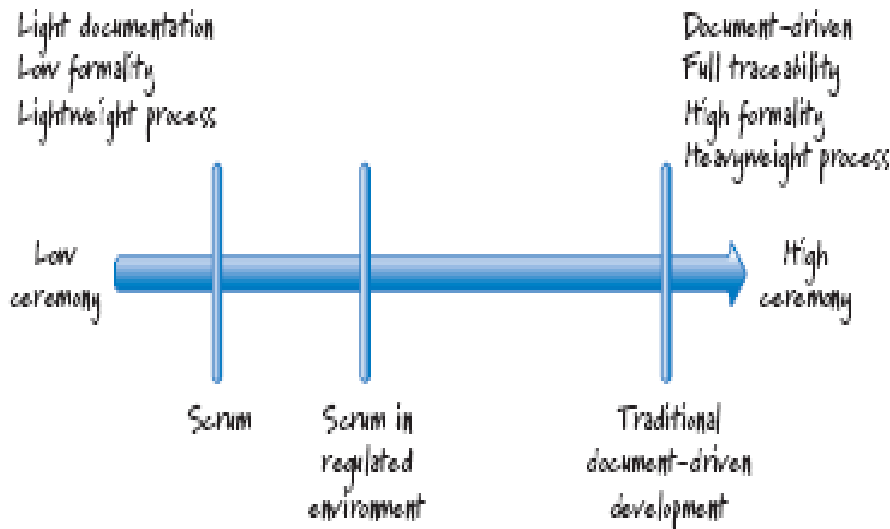 Light documentation
Low formality
Lightweight process
Document-driven
Full traceability
High formality
Heavyweight process
Low
ceremony
High
ceremony
Scrum
Scrum in
regulated
environment
Traditional
document-driven
development